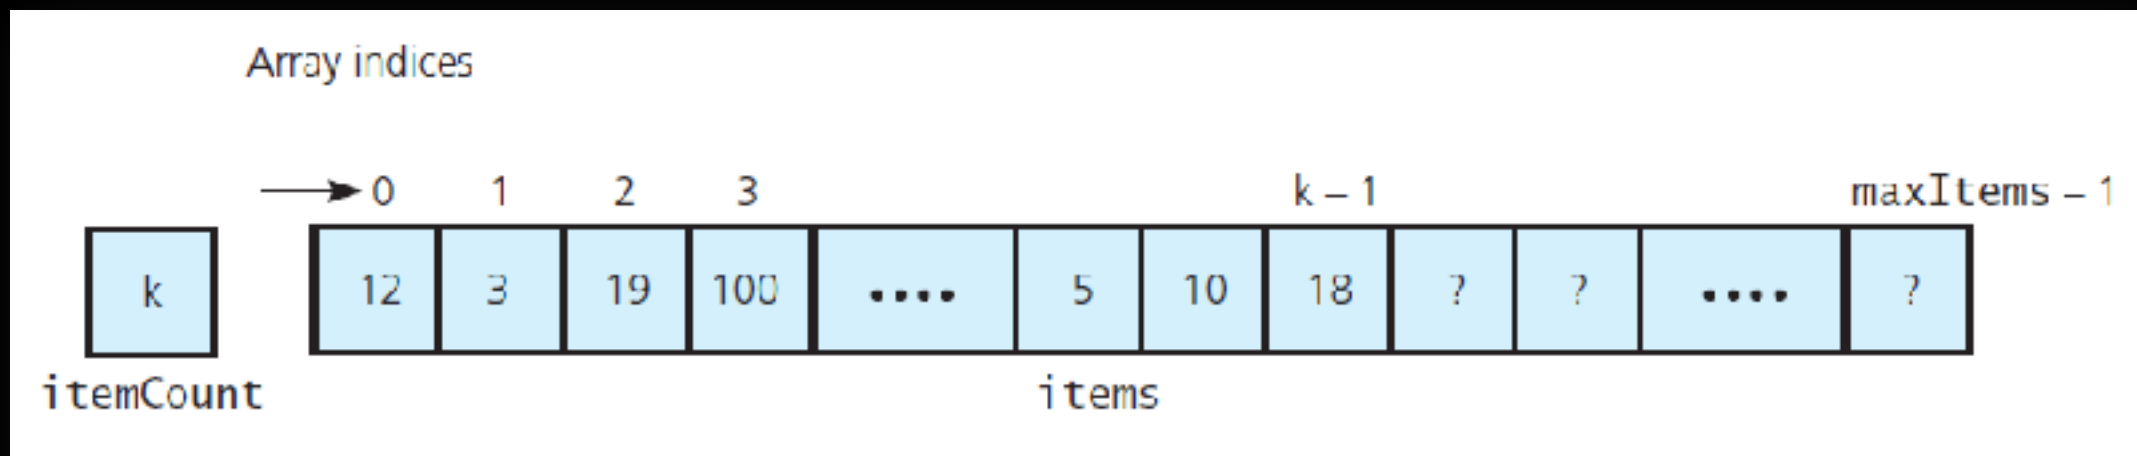 Array indices
0 1 2 3 k – 1 maxItems – 1
k 12 3 19 100 .... 5 10 18 ? ? .... ?
itemCount items